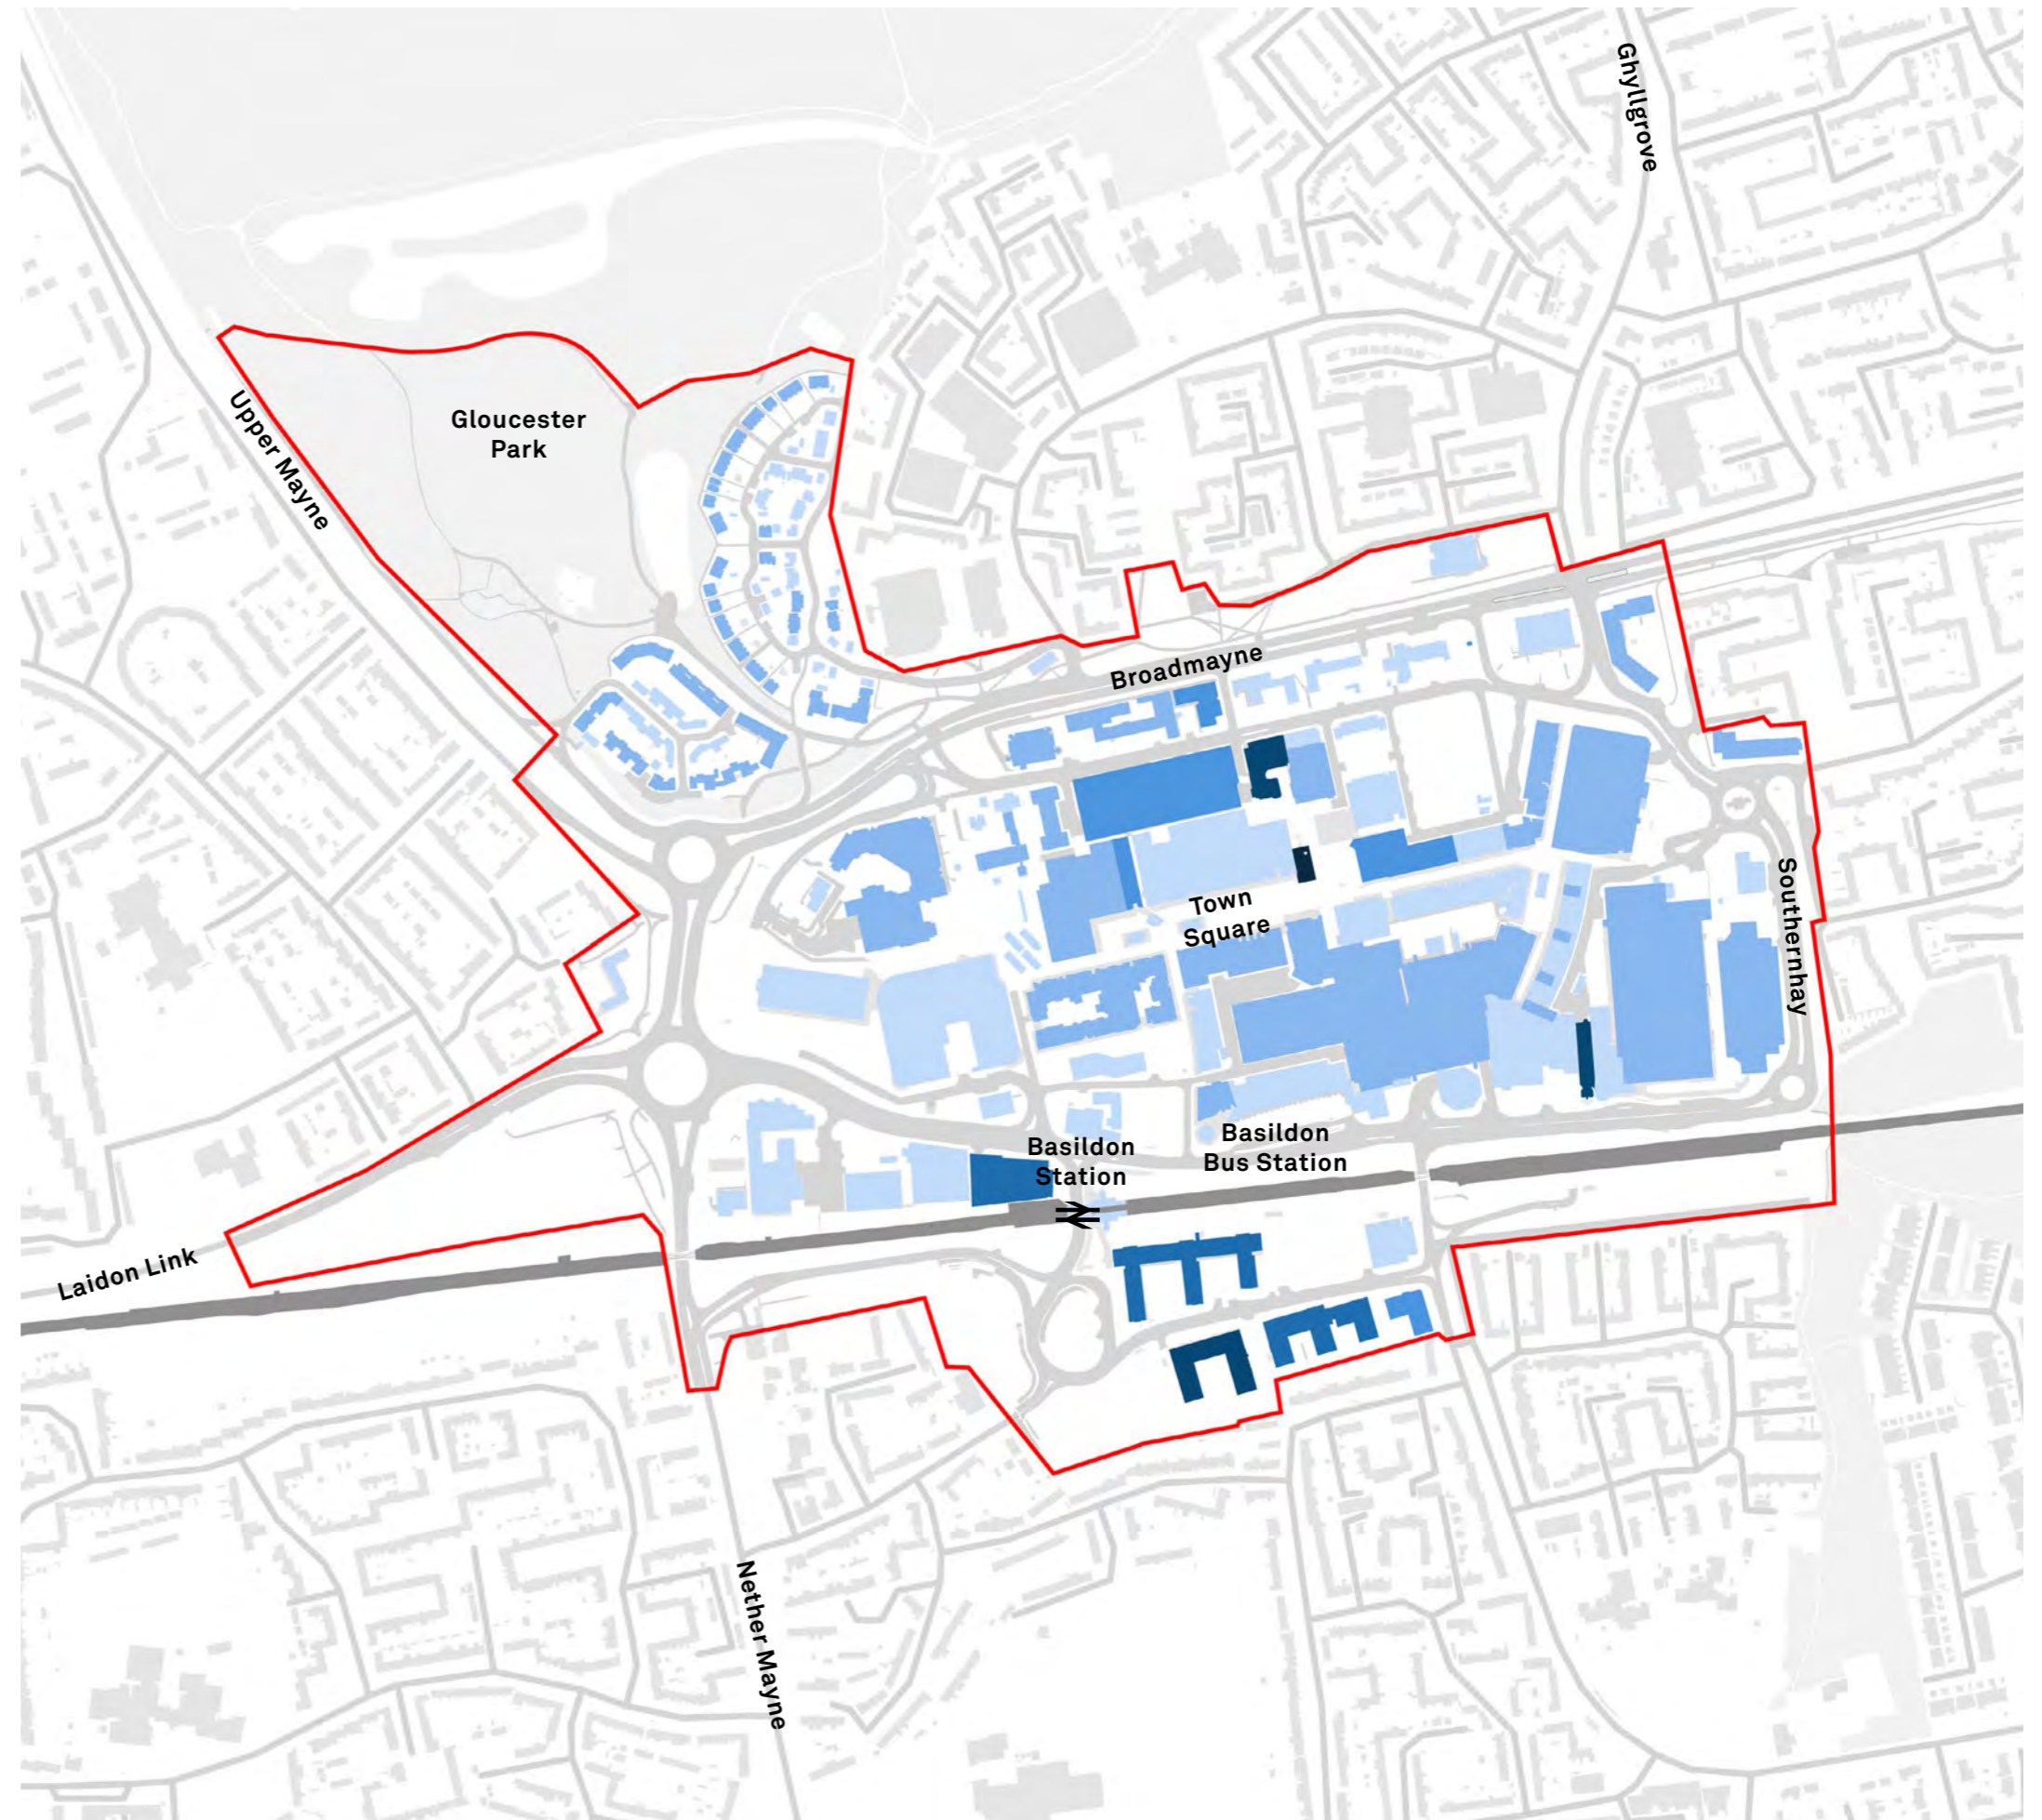 Ghyllgrove
Upper Mayne
Gloucester
Park
Broadmayne
Southernhay
Town
Square
Basildon
Station
Basildon
Bus Station
Laidon Link
Nether Mayne